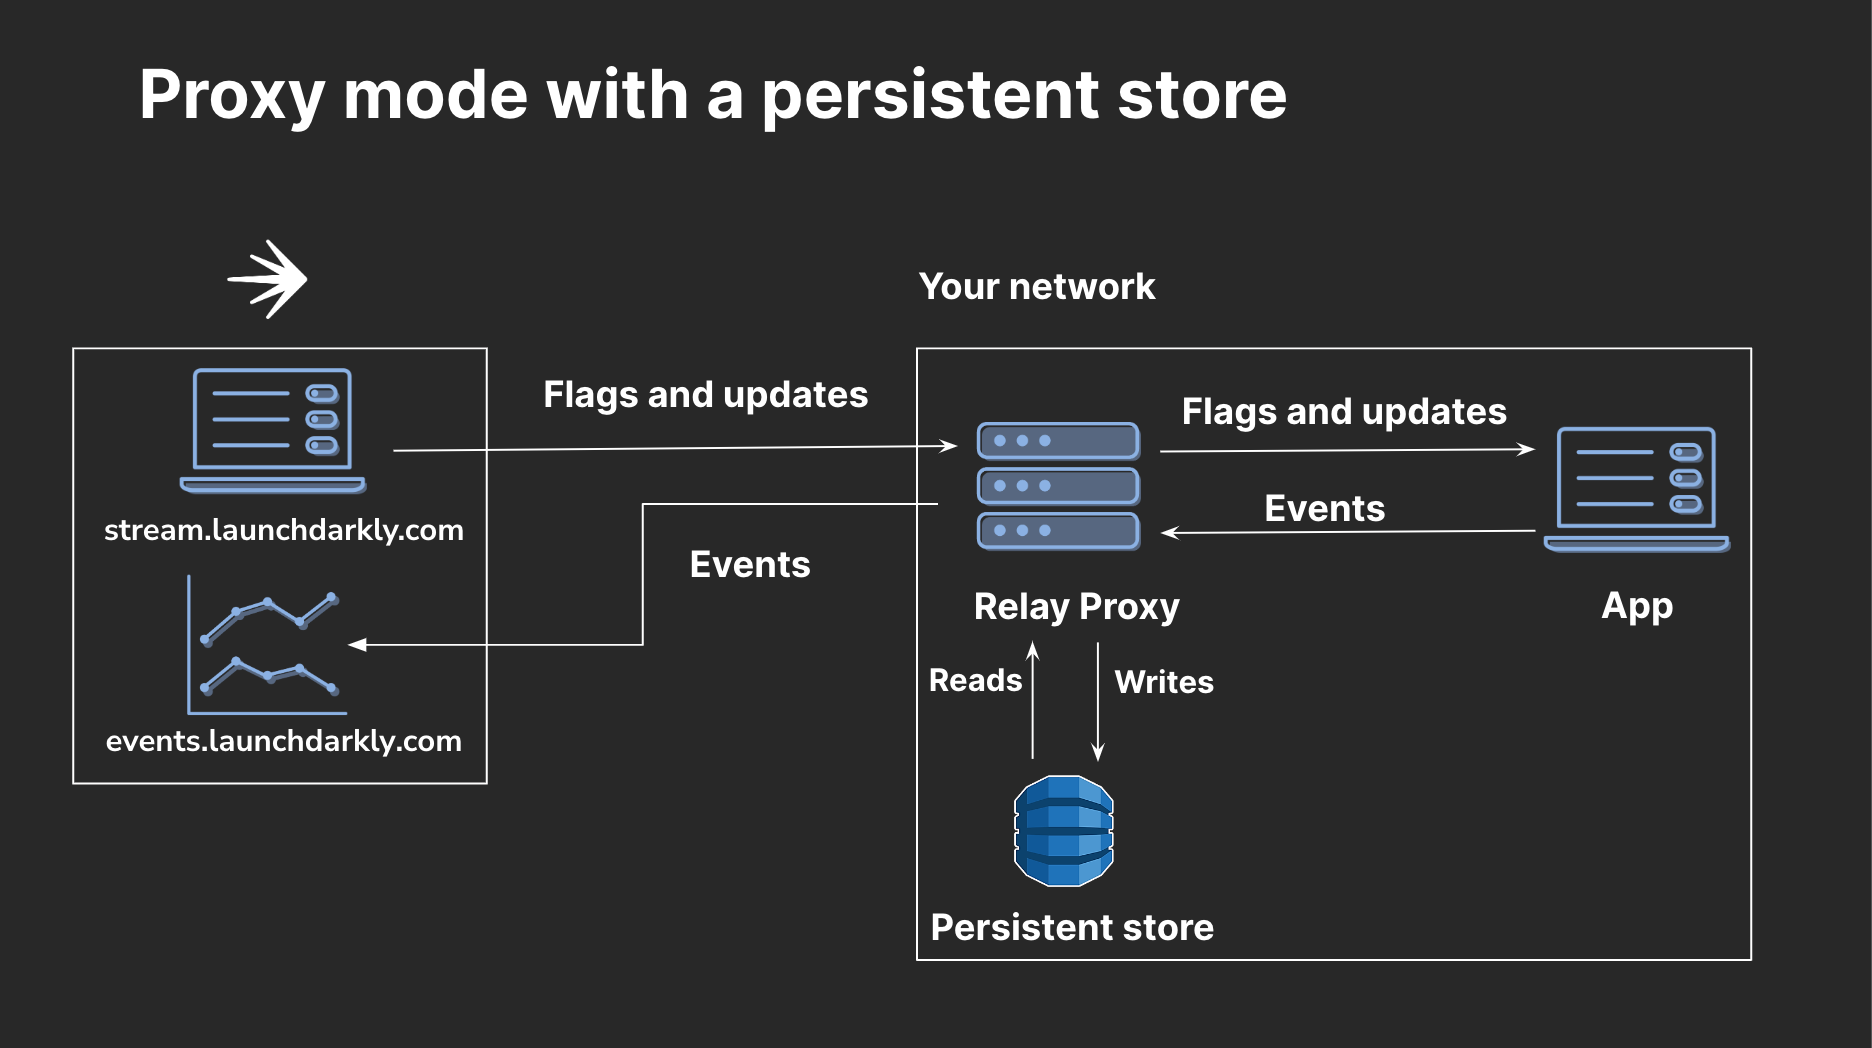 Proxy mode with a persistent store
Your network
Flags and updates
Flags and updates
stream.launchdarkly.com
Events
Events
Relay Proxy
App
Reads
Writes
events.launchdarkly.com
Persistent store